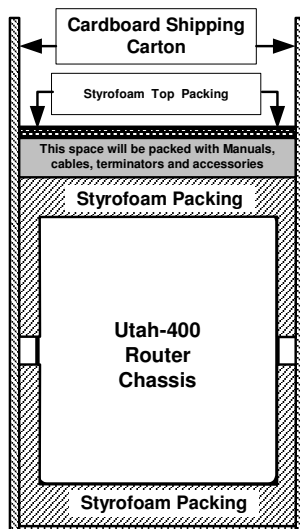 Cardboard Shipping
Carton
Styrofoam Top Packing
This space will be packed with Manuals,
cables, terminators and accessories
Styrofoam Packing
Utah-400
Router
Chassis
Styrofoam Packing